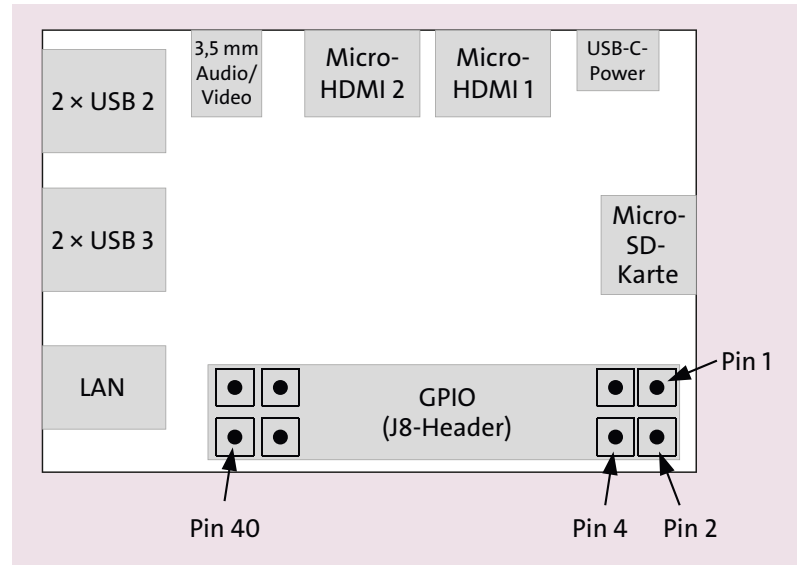 2 × USB 2
3,5 mm
Audio/
Video
Micro-
HDMI 2
Micro-
HDMI 1
USB-C-
Power
2 × USB 3
Micro-
SD-
Karte
LAN
GPIO
(J8-Header)
Pin 1
Pin 40
Pin 4
Pin 2